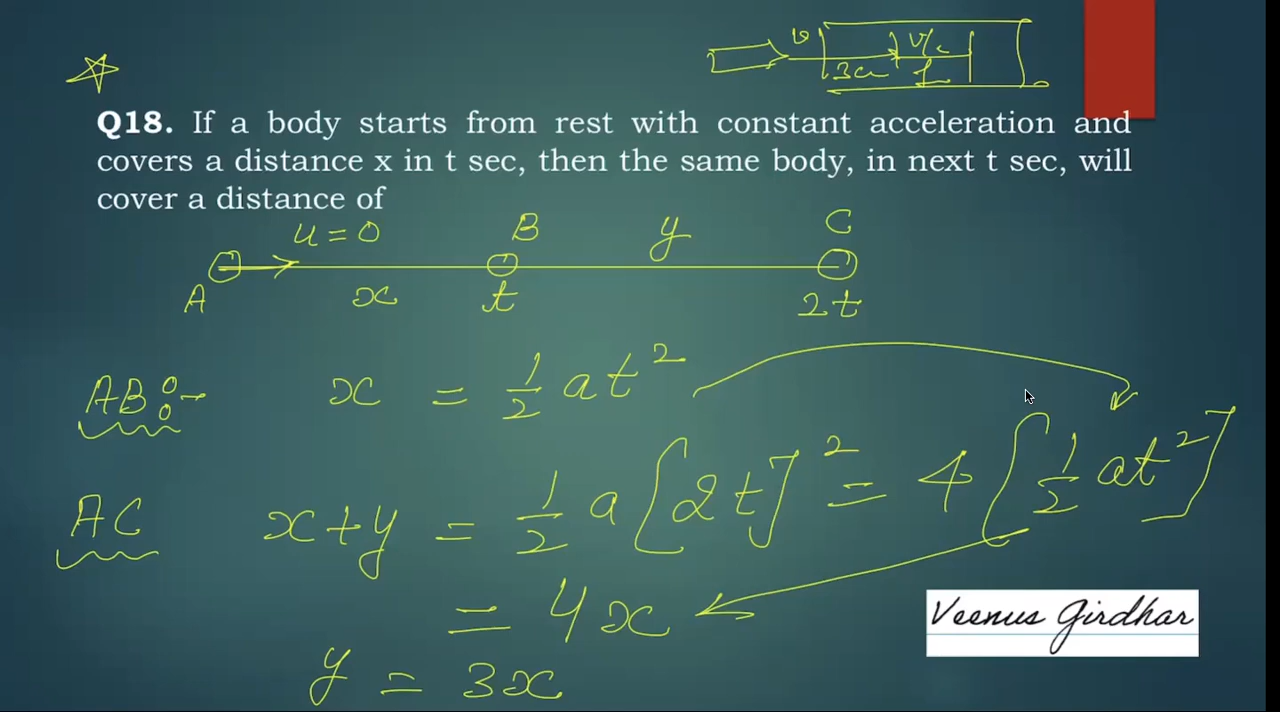 Q18. If a body starts from rest with constant acceleration and
covers a distance x in t sec, then the same body, in next t sec, will
cover a distance of
u = 0
B
y
C
A
x
t
2t
AB:-
x = 1/2 at²
AC
x+y = 1/2 a[2t]² = 4[1/2 at²]
= 4x
y = 3x
Veenus Girdhar